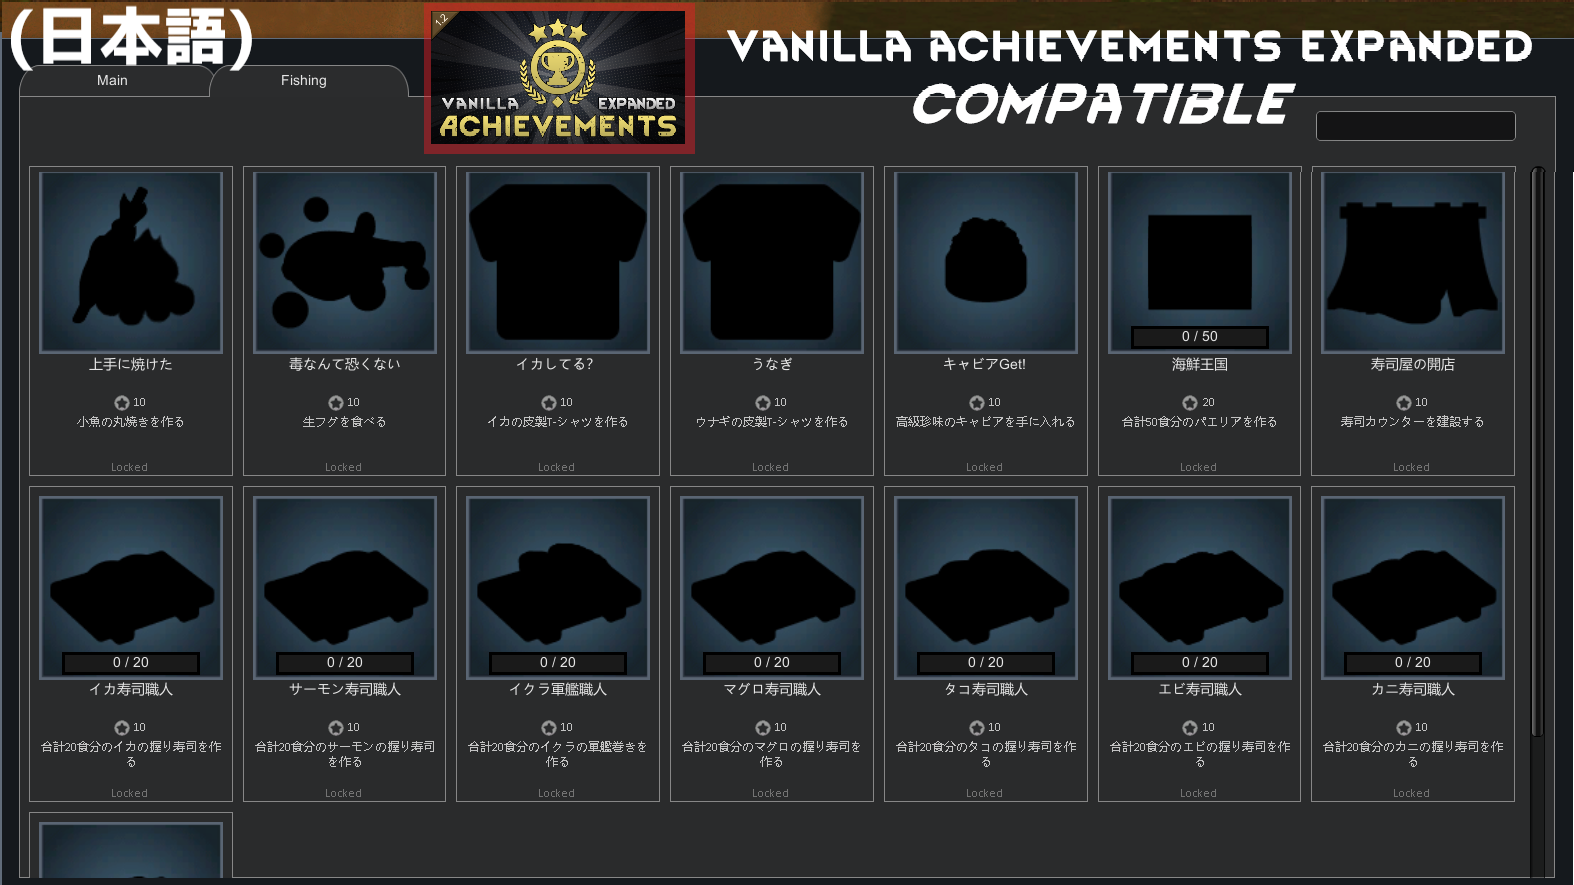 (日本語)
1.2
VANILLA EXPANDED
ACHIEVEMENTS
VANILLA ACHIEVEMENTS EXPANDED
COMPATIBLE
Main
Fishing
上手に焼けた
10
小魚の丸焼きを作る
Locked
毒なんて恐くない
10
生フグを食べる
Locked
イカしてる?
10
イカの皮製T-シャツを作る
Locked
うなぎ
10
ウナギの皮製T-シャツを作る
Locked
キャビアGet!
10
高級珍味のキャビアを手に入れる
Locked
0 / 50
海鮮王国
20
合計50食分のパエリアを作る
Locked
寿司屋の開店
10
寿司カウンターを建設する
Locked
0 / 20
イカ寿司職人
10
合計20食分のイカの握り寿司を作
る
Locked
0 / 20
サーモン寿司職人
10
合計20食分のサーモンの握り寿司
を作る
Locked
0 / 20
イクラ軍艦職人
10
合計20食分のイクラの軍艦巻きを
作る
Locked
0 / 20
マグロ寿司職人
10
合計20食分のマグロの握り寿司を
作る
Locked
0 / 20
タコ寿司職人
10
合計20食分のタコの握り寿司を作
る
Locked
0 / 20
エビ寿司職人
10
合計20食分のエビの握り寿司を作
る
Locked
0 / 20
カニ寿司職人
10
合計20食分のカニの握り寿司を作
る
Locked